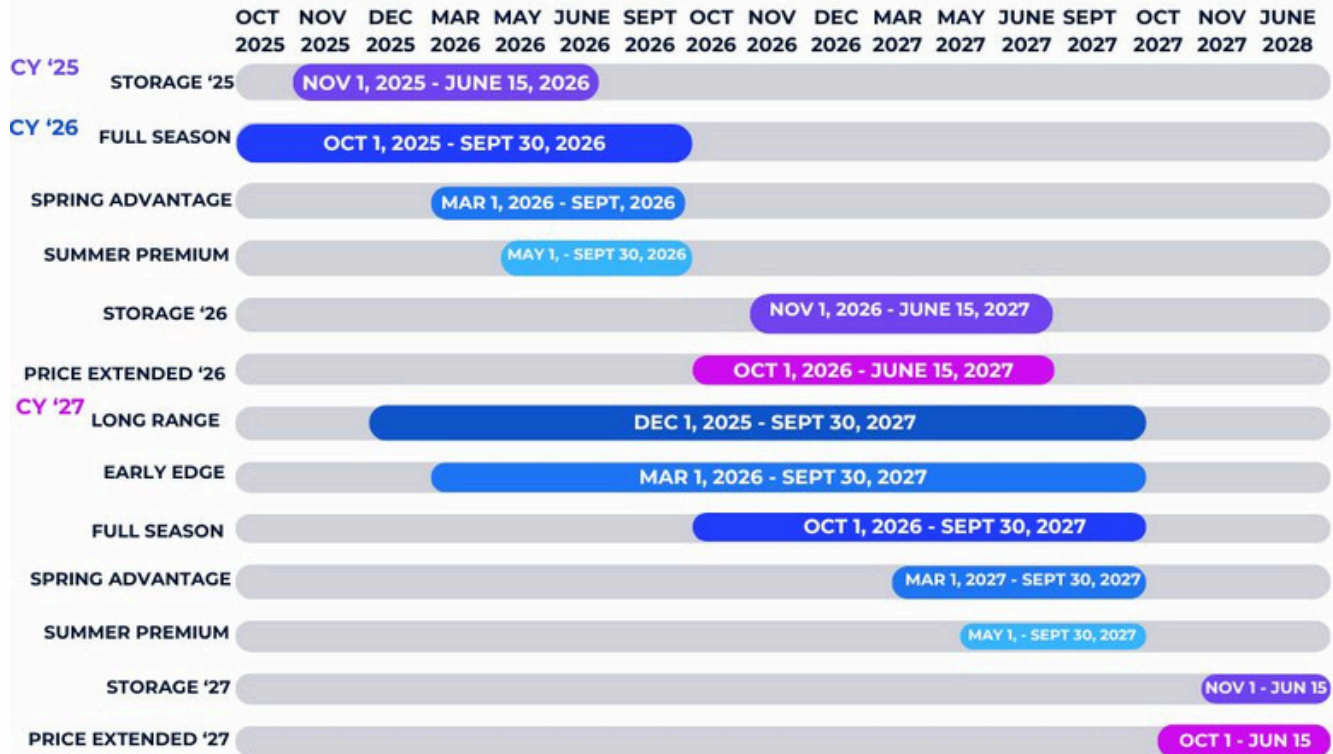 OCT NOV DEC MAR MAY JUNE SEPT OCT NOV DEC MAR MAY JUNE SEPT OCT NOV JUNE
2025 2025 2025 2026 2026 2026 2026 2026 2026 2026 2027 2027 2027 2027 2027 2027 2028
CY ‘25
STORAGE ‘25 NOV 1, 2025 - JUNE 15, 2026
CY ‘26
FULL SEASON OCT 1, 2025 - SEPT 30, 2026
SPRING ADVANTAGE MAR 1, 2026 - SEPT, 2026
SUMMER PREMIUM MAY 1, - SEPT 30, 2026
STORAGE ‘26 NOV 1, 2026 - JUNE 15, 2027
PRICE EXTENDED ‘26 OCT 1, 2026 - JUNE 15, 2027
CY ‘27
LONG RANGE DEC 1, 2025 - SEPT 30, 2027
EARLY EDGE MAR 1, 2026 - SEPT 30, 2027
FULL SEASON OCT 1, 2026 - SEPT 30, 2027
SPRING ADVANTAGE MAR 1, 2027 - SEPT 30, 2027
SUMMER PREMIUM MAY 1, - SEPT 30, 2027
STORAGE ‘27 NOV 1 - JUN 15
PRICE EXTENDED ‘27 OCT 1 - JUN 15